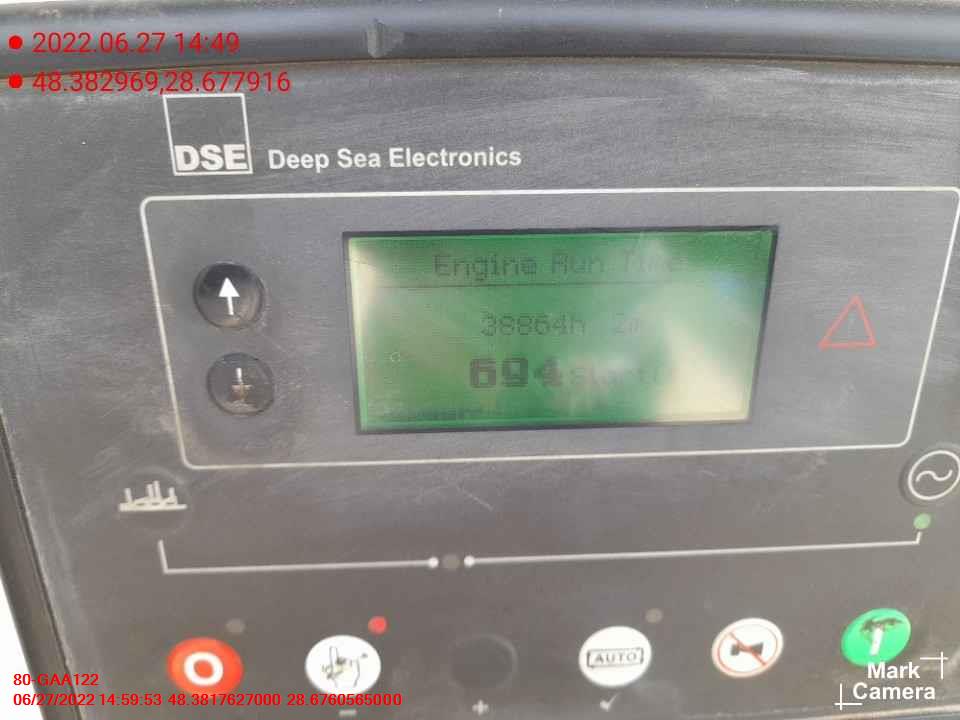 2022.06.27 14:49
48.382969,28.677916
DSE Deep Sea Electronics
Engine Run Time
38864h 2m
694
AUTO
80-GAA122
06/27/2022 14:59:53 48.3817627000 28.6760565000
Mark
Camera